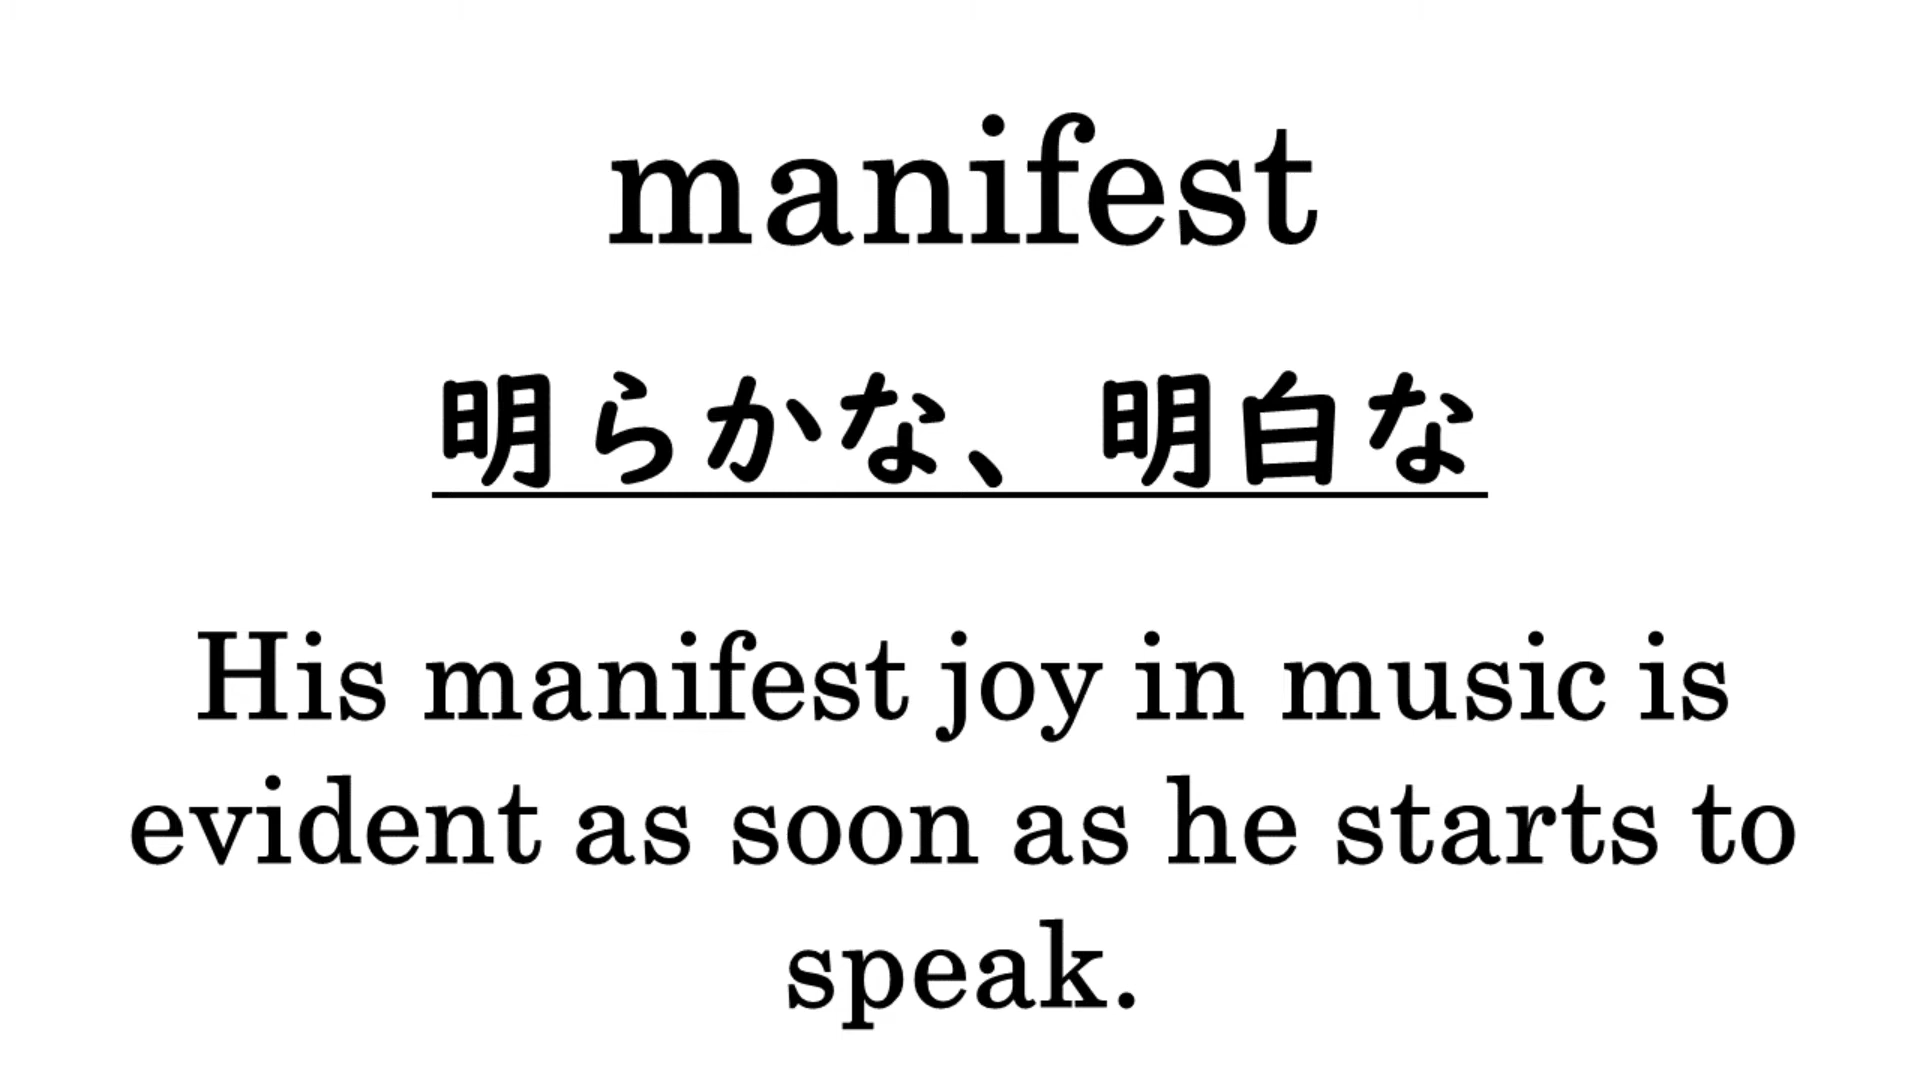 manifest
明らかな、明白な
His manifest joy in music is
evident as soon as he starts to
speak.